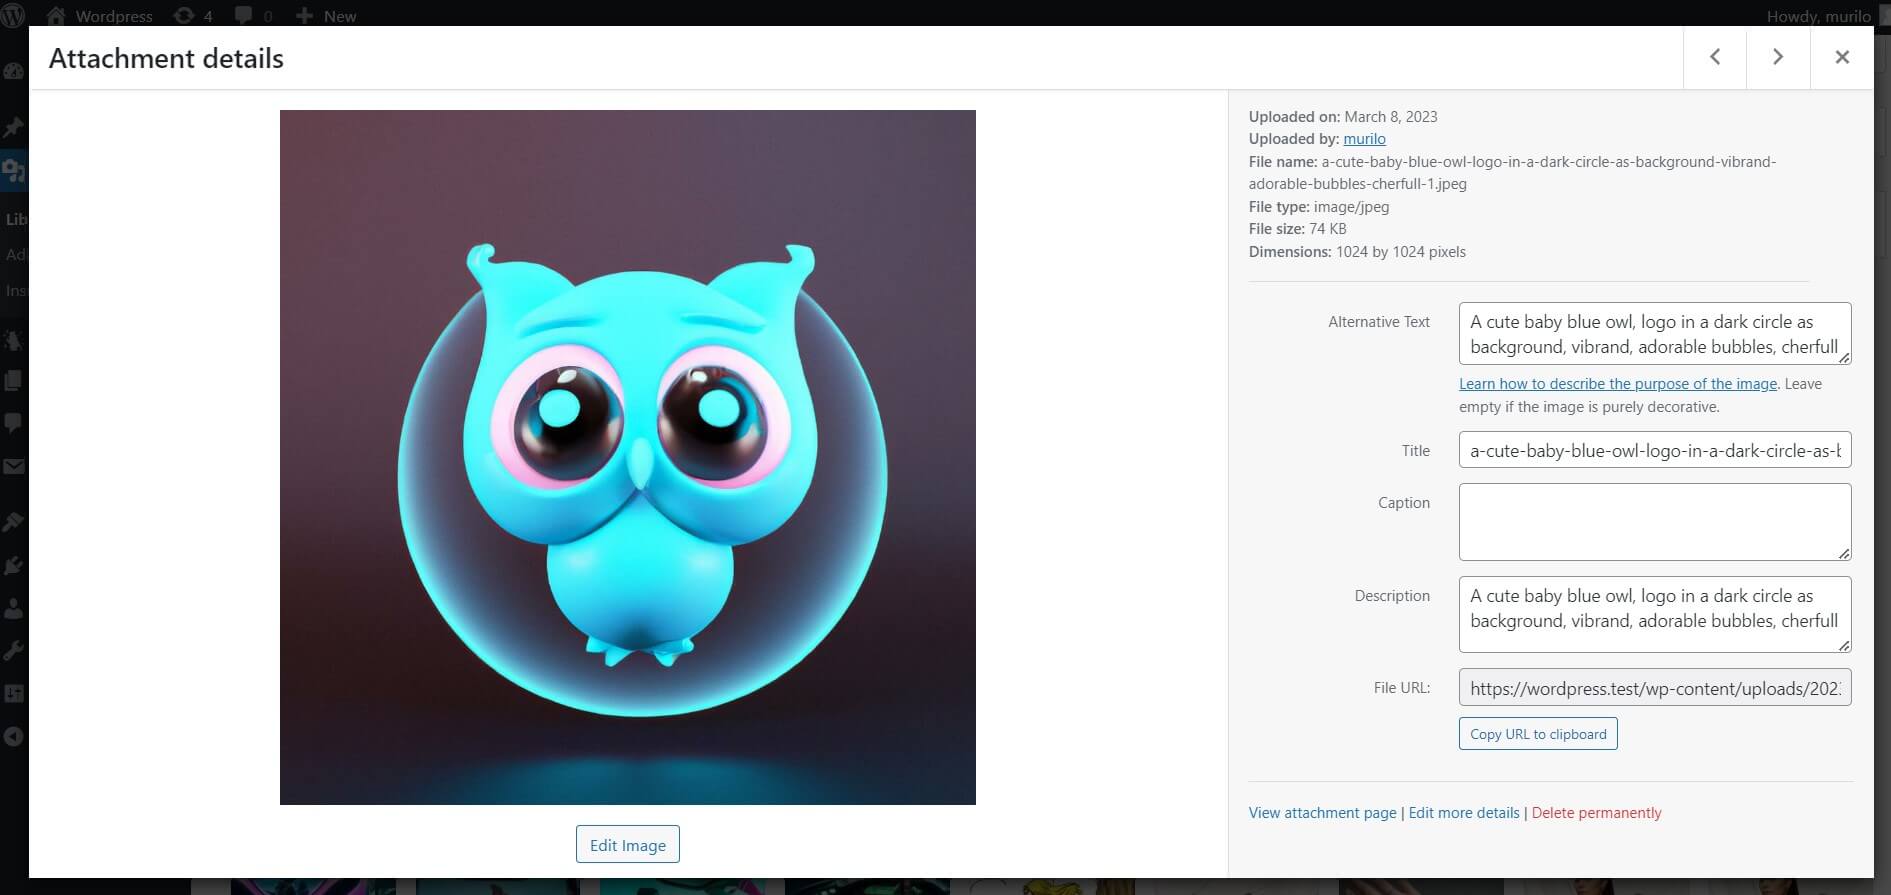 Wordpress 4 0 New
Howdy, murilo
Attachment details
Uploaded on: March 8, 2023
Uploaded by: murilo
File name: a-cute-baby-blue-owl-logo-in-a-dark-circle-as-background-vibrand-
adorable-bubbles-cherfull-1.jpeg
File type: image/jpeg
File size: 74 KB
Dimensions: 1024 by 1024 pixels
Lib
Ad
Ins
Alternative Text
A cute baby blue owl, logo in a dark circle as
background, vibrand, adorable bubbles, cherfull
Learn how to describe the purpose of the image. Leave
empty if the image is purely decorative.
Title
a-cute-baby-blue-owl-logo-in-a-dark-circle-as-b
Caption
Description
A cute baby blue owl, logo in a dark circle as
background, vibrand, adorable bubbles, cherfull
File URL:
https://wordpress.test/wp-content/uploads/202
Copy URL to clipboard
View attachment page | Edit more details | Delete permanently
Edit Image